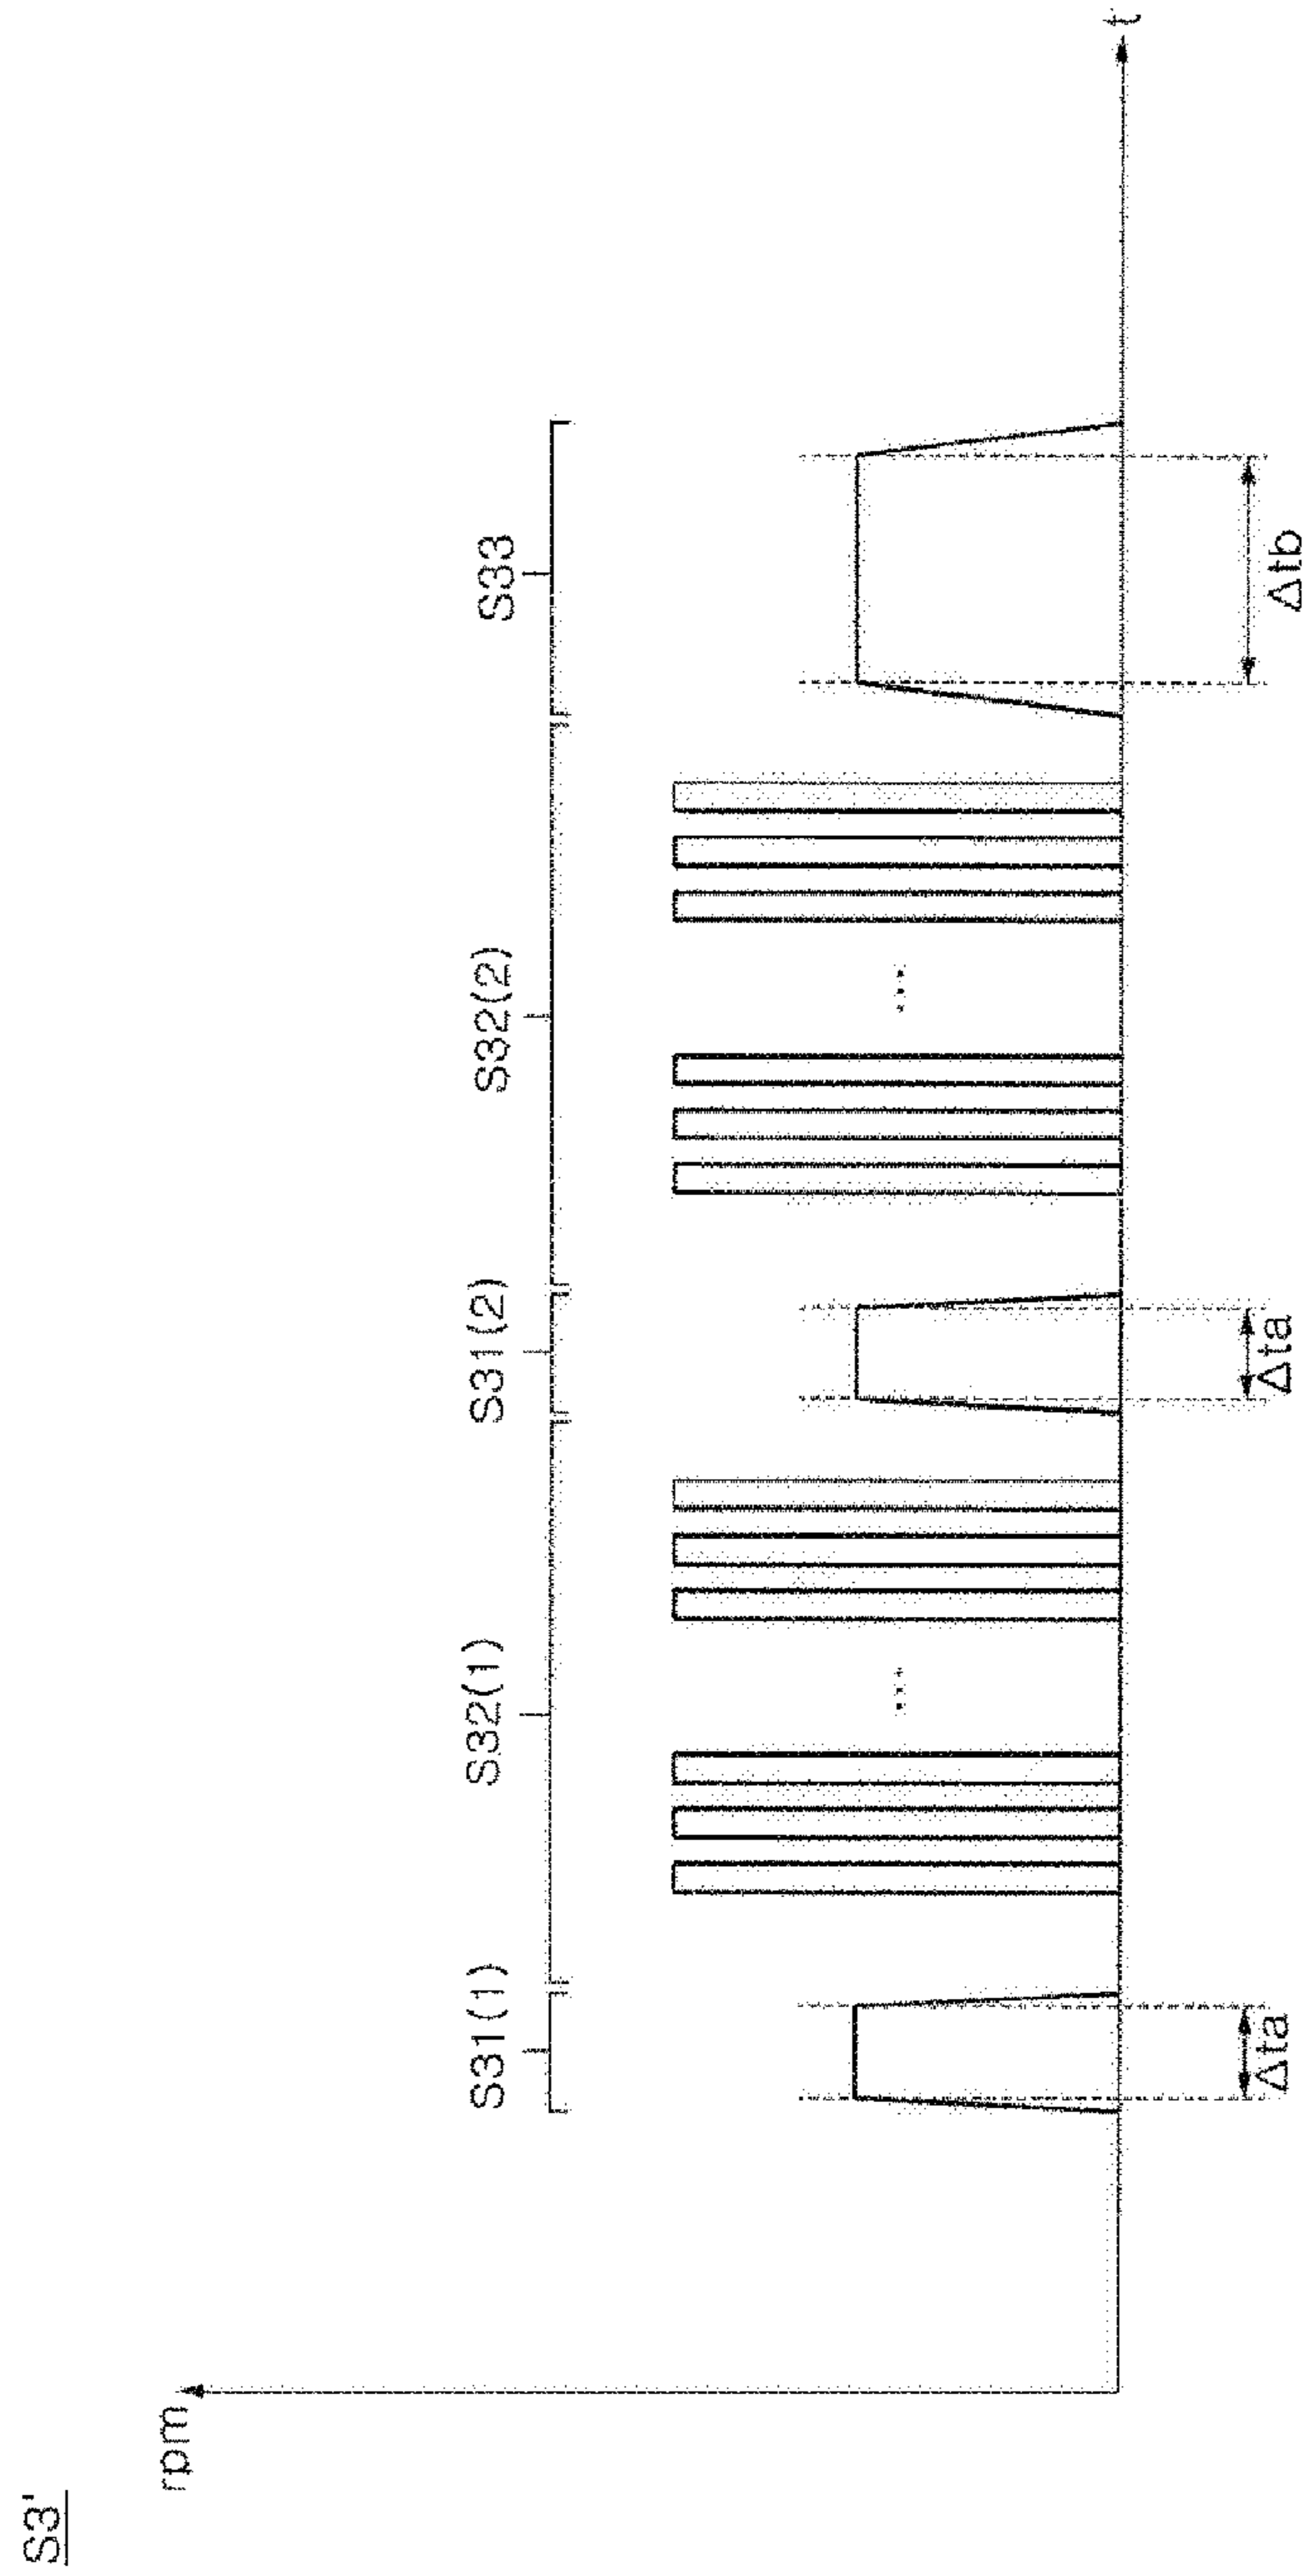 S3'
rpm
S31(1)
S32(1)
S31(2)
S32(2)
S33
Δta
Δta
Δtb
t